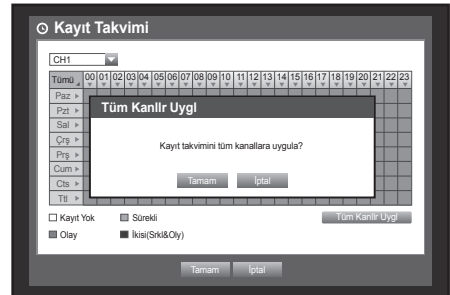 Kayıt Takvimi
CH1
Tümü 00 01 02 03 04 05 06 07 08 09 10 11 12 13 14 15 16 17 18 19 20 21 22 23
Paz
Pzt
Sal
Çrş
Prş
Cum
Cts
Ttl
Tüm Kanllr Uygl
Kayıt takvimini tüm kanallara uygula?
Tamam İptal
Kayıt Yok Sürekli Tüm Kanllr Uygl
Olay İkisi(Srkl&Oly)
Tamam İptal